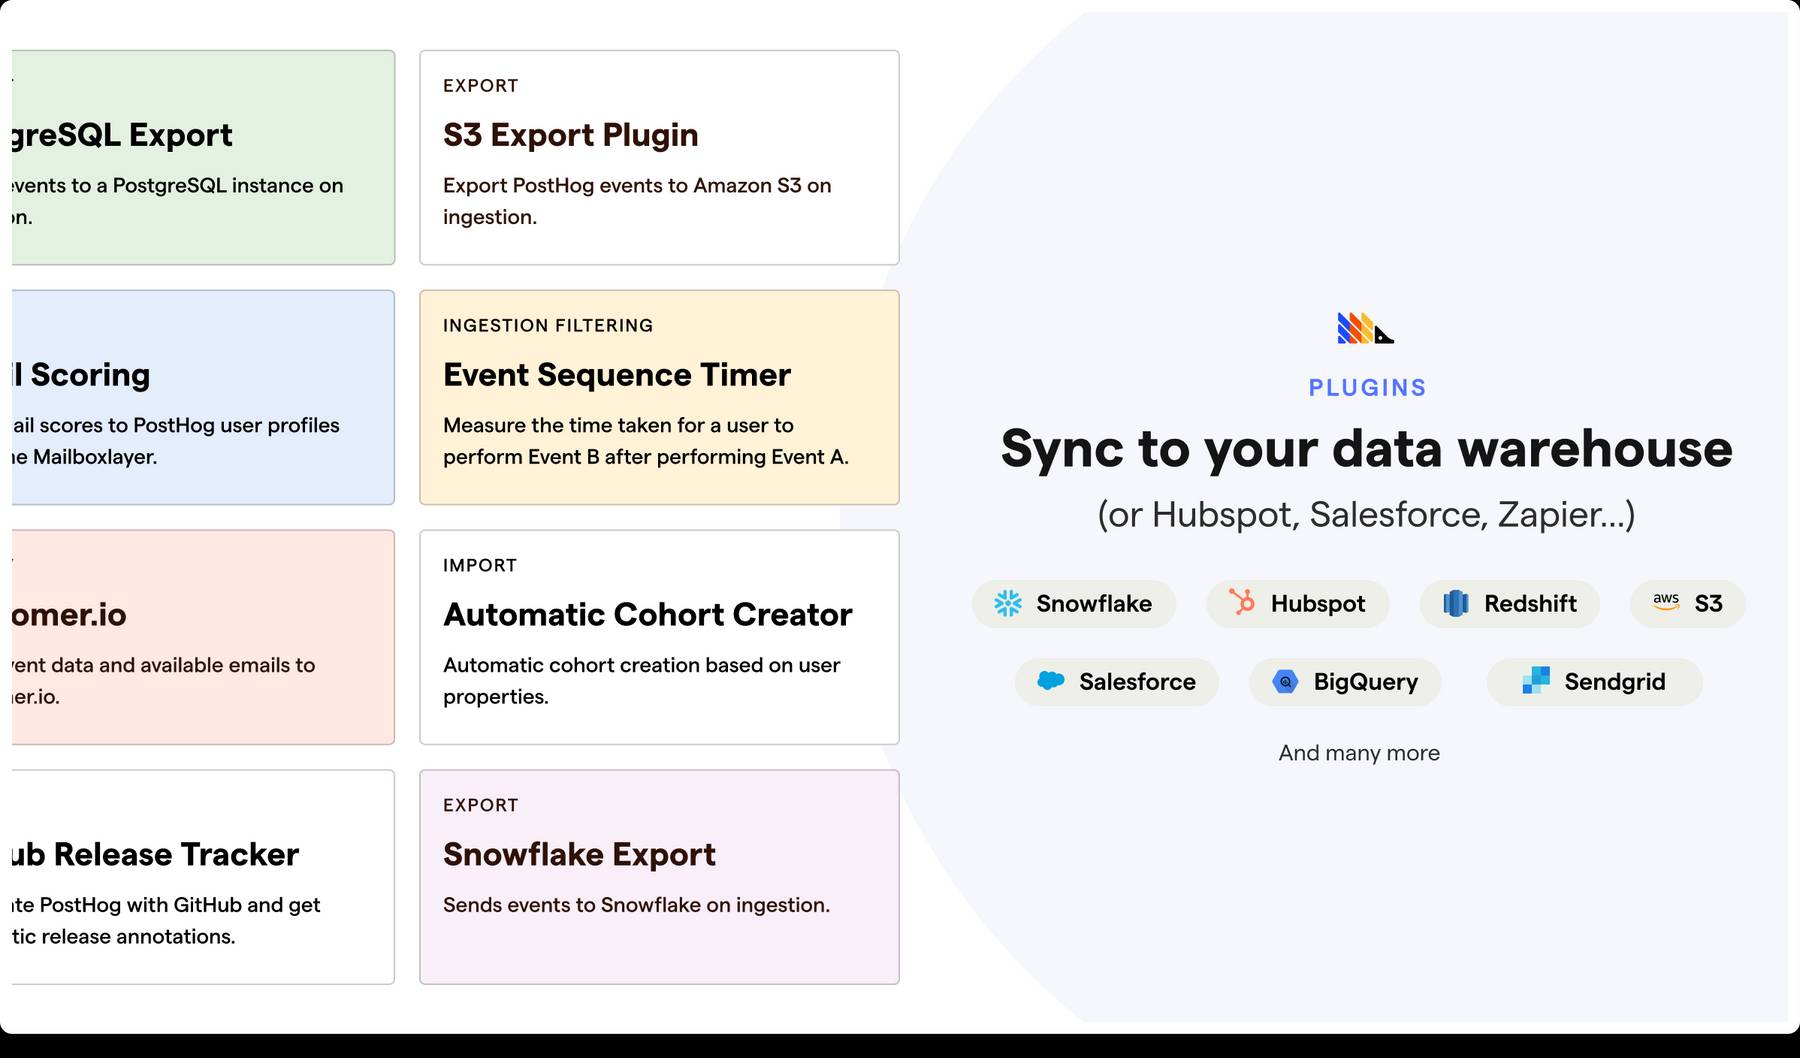 greSQL Export
events to a PostgreSQL instance on
on.
EXPORT
S3 Export Plugin
Export PostHog events to Amazon S3 on
ingestion.
il Scoring
ail scores to PostHog user profiles
ne Mailboxlayer.
INGESTION FILTERING
Event Sequence Timer
Measure the time taken for a user to
perform Event B after performing Event A.
omer.io
vent data and available emails to
er.io.
IMPORT
Automatic Cohort Creator
Automatic cohort creation based on user
properties.
ub Release Tracker
te PostHog with GitHub and get
tic release annotations.
EXPORT
Snowflake Export
Sends events to Snowflake on ingestion.
PLUGINS
Sync to your data warehouse
(or Hubspot, Salesforce, Zapier...)
Snowflake
Hubspot
Redshift
aws S3
Salesforce
BigQuery
Sendgrid
And many more